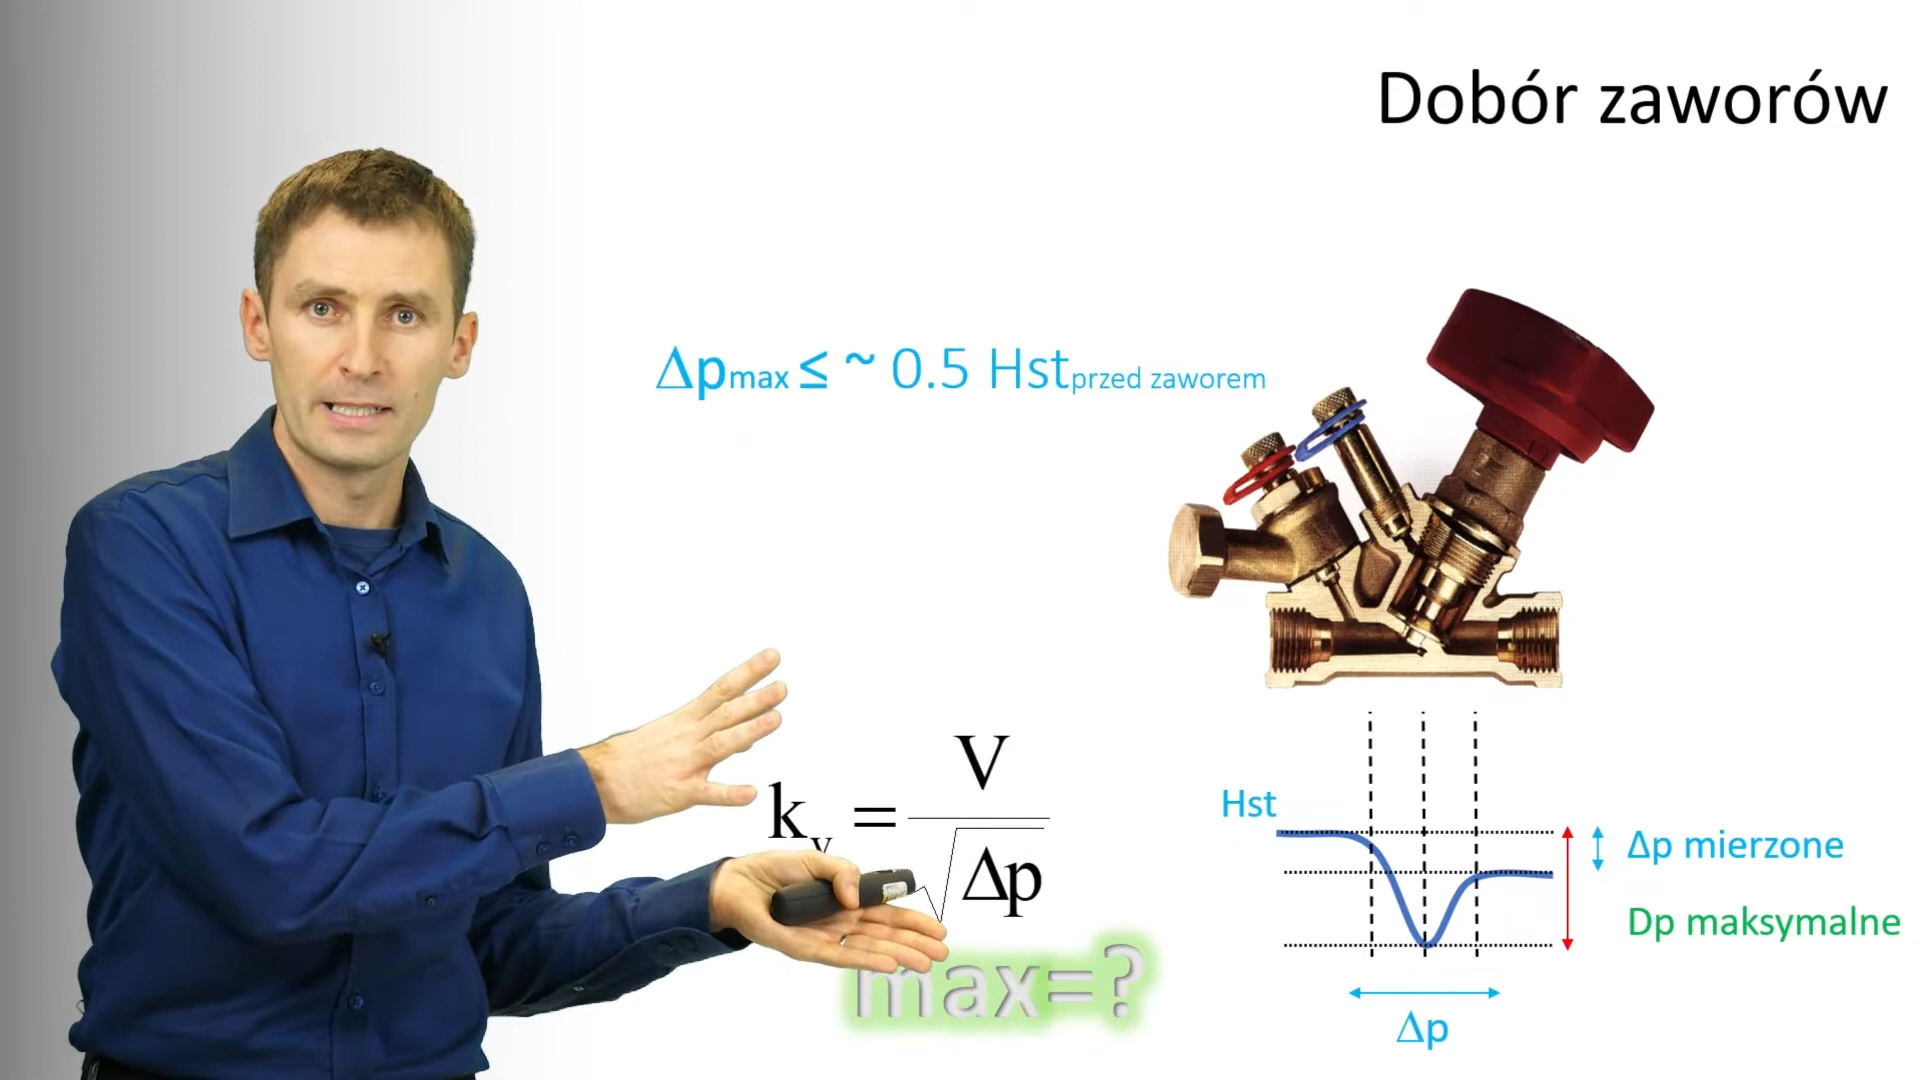 Dobór zaworów
Δpmax ≤ ~ 0.5 Hstprzed zaworem
kv = V / √Δp
max=?
Hst
Δp mierzone
Dp maksymalne
Δp